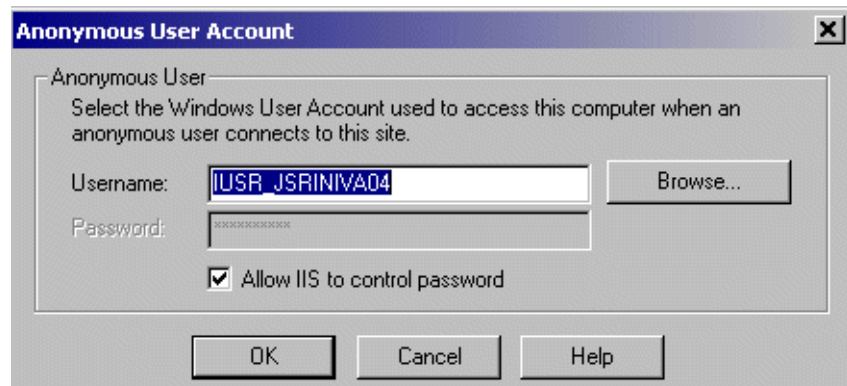 Anonymous User Account
Anonymous User
Select the Windows User Account used to access this computer when an
anonymous user connects to this site.
Username: IUSR_JSRINIVA04 Browse...
Password: **********
Allow IIS to control password
OK Cancel Help